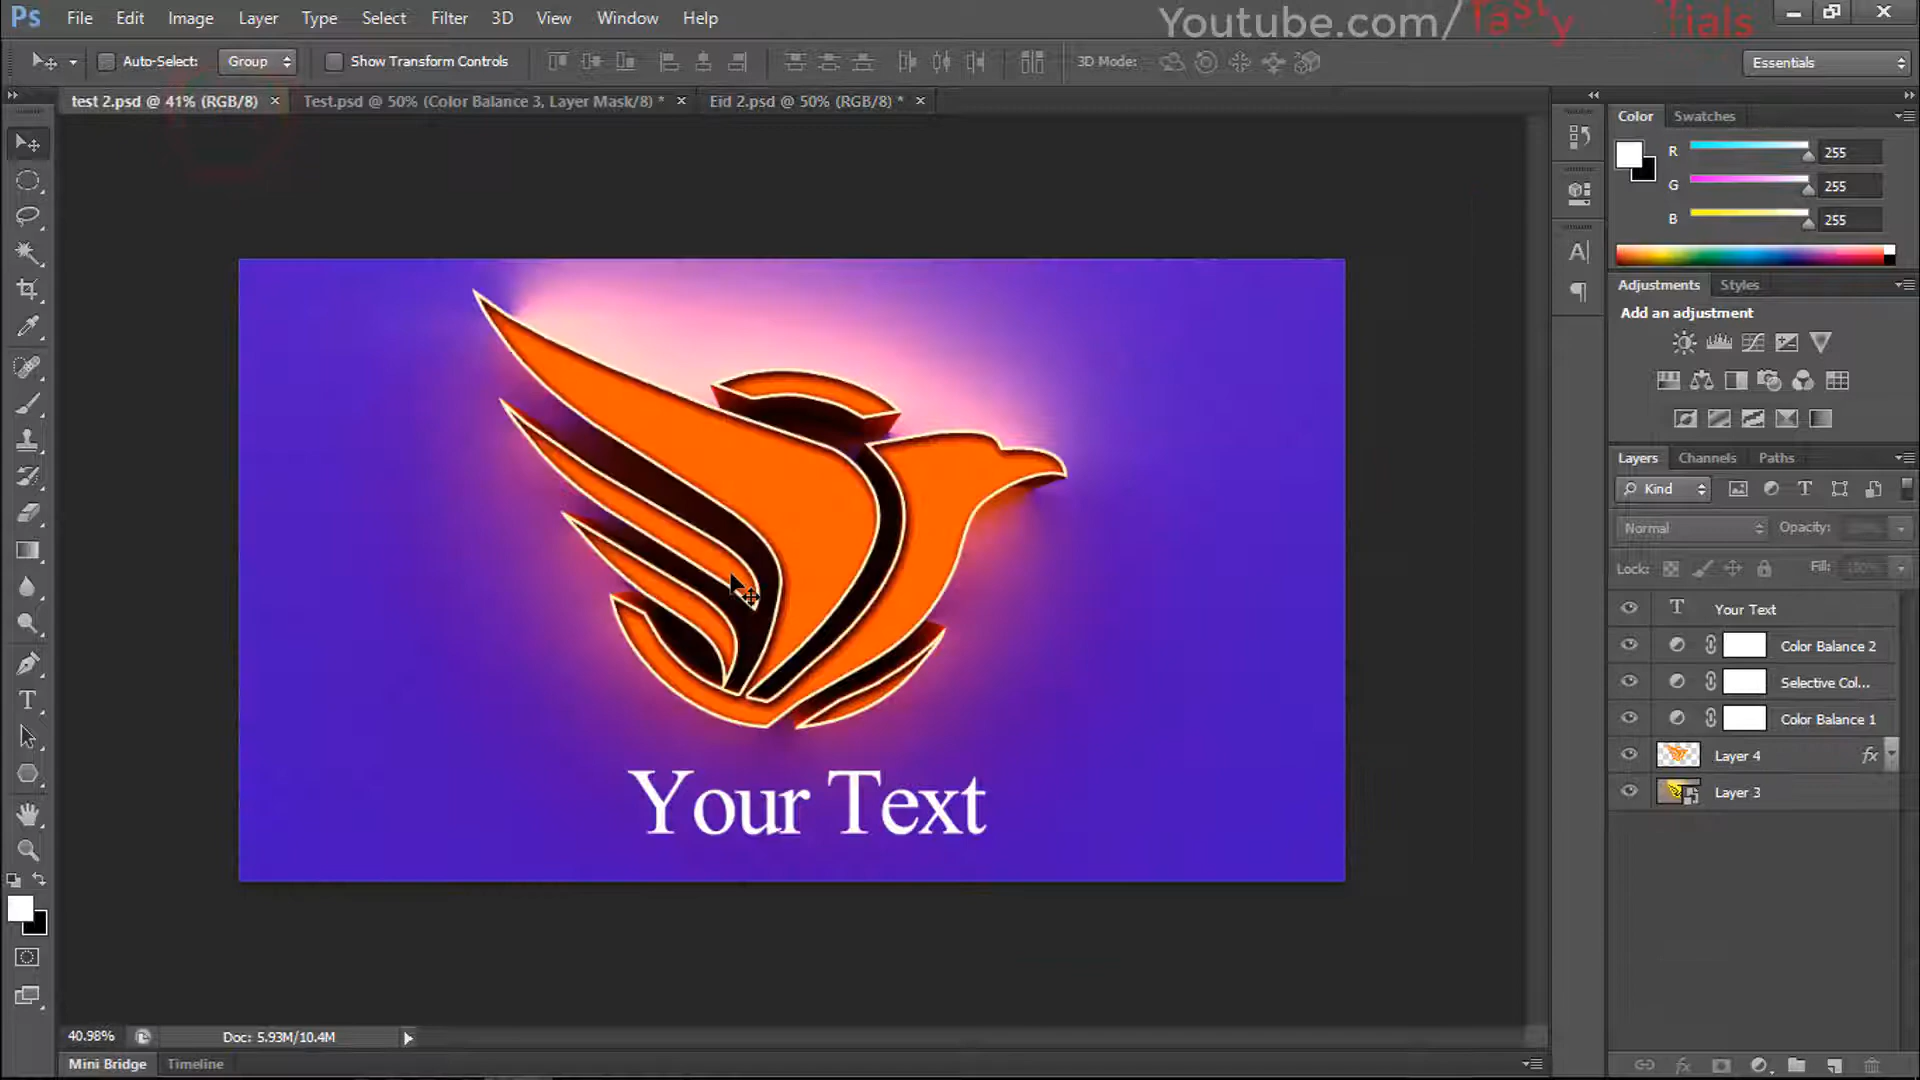 Ps File Edit Image Layer Type Select Filter 3D View Window Help
Youtube.com/Tasty
Auto-Select: Group Show Transform Controls 3D Mode: Essentials
test 2.psd @ 41% (RGB/8) × Test.psd @ 50% (Color Balance 3, Layer Mask/8) * × Eid 2.psd @ 50% (RGB/8) * ×
Color Swatches
R 255
G 255
B 255
Adjustments Styles
Add an adjustment
Layers Channels Paths
Kind
Normal Opacity:
Lock: Fill: 100%
Your Text
Color Balance 2
Selective Col...
Color Balance 1
Layer 4 fx
Layer 3
Your Text
40.98% Doc: 5.93M/10.4M
Mini Bridge Timeline